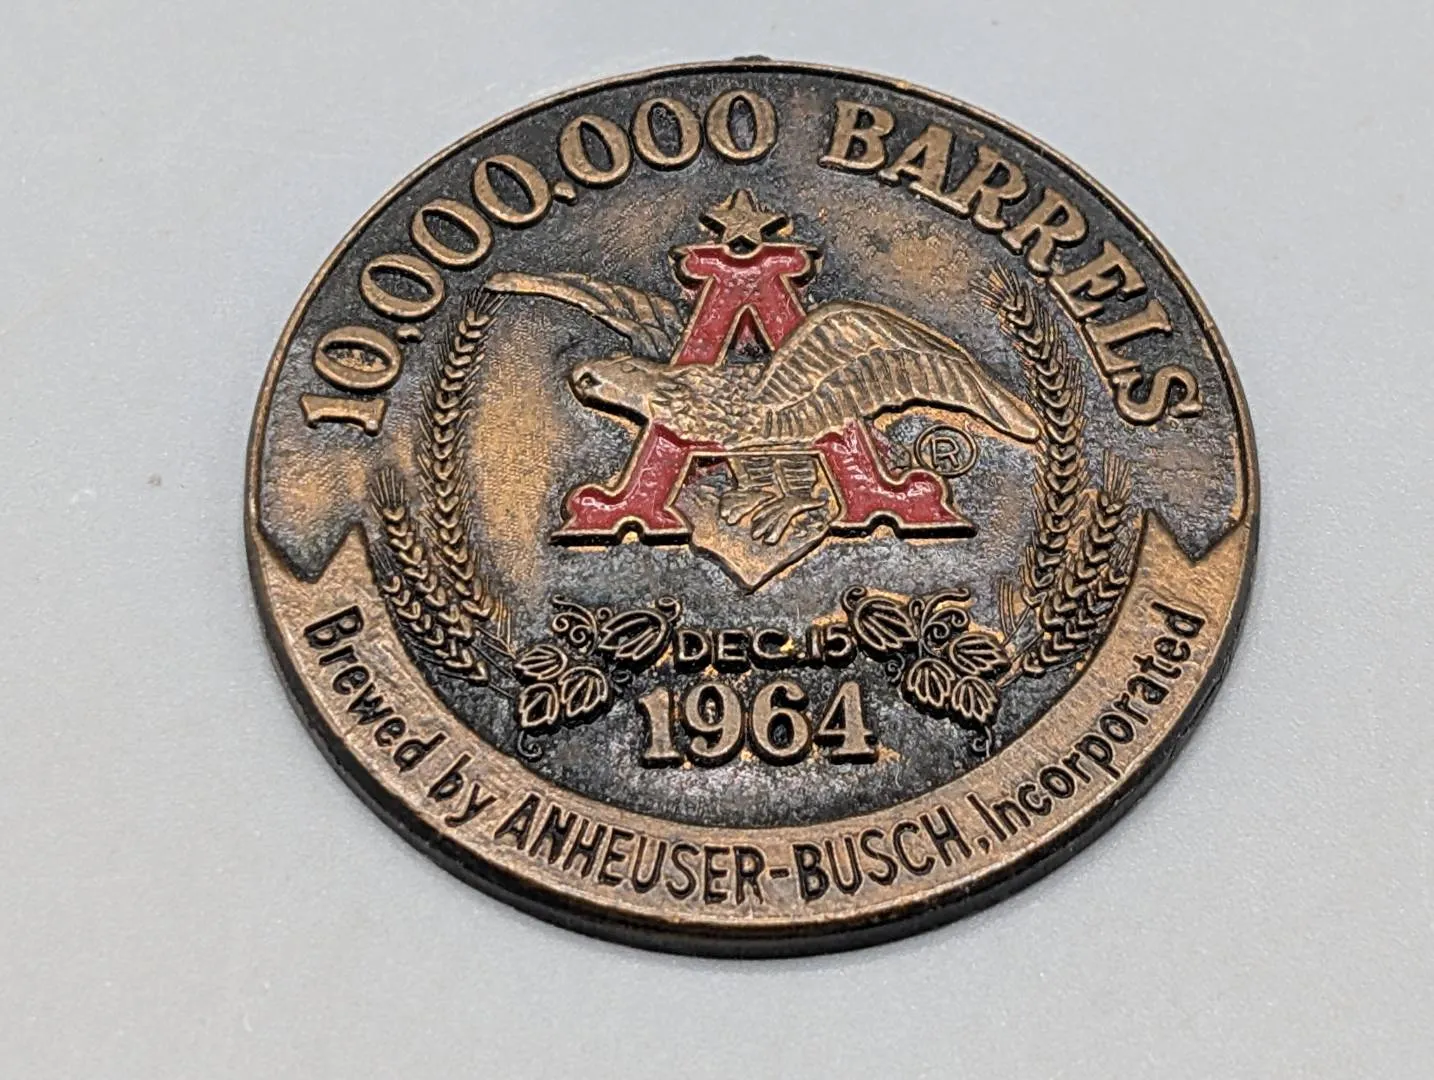 10,000,000 BARRELS
A
®
DEC. 15
1964
Brewed by ANHEUSER-BUSCH, Incorporated